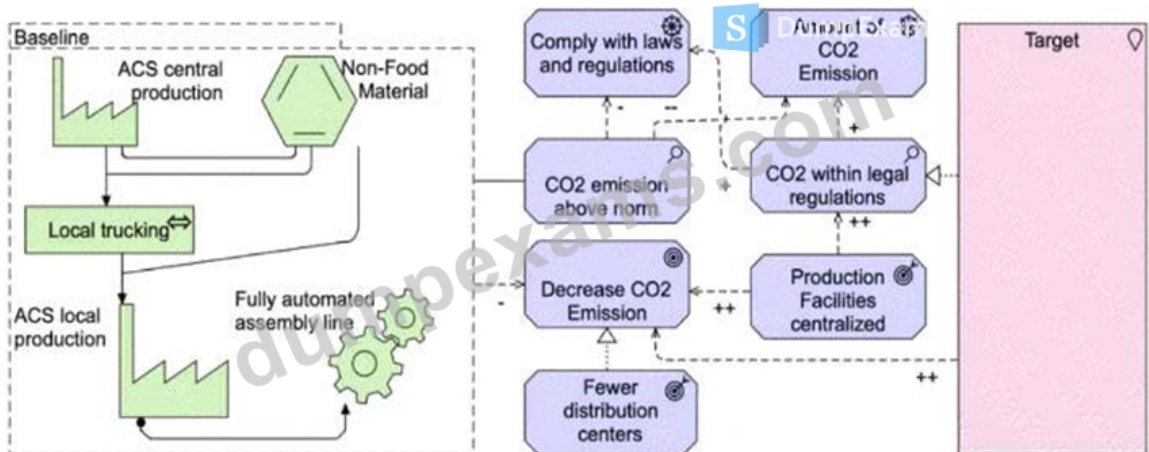 Baseline
ACS central
production
Non-Food
Material
Local trucking
ACS local
production
Fully automated
assembly line
Comply with laws
and regulations
S
Amount of
CO2
Emission
- --
+
CO2 emission
above norm
CO2 within legal
regulations
+
++
Decrease CO2
Emission
-
++
Production
Facilities
centralized
++
Fewer
distribution
centers
Target
dumpexams.com